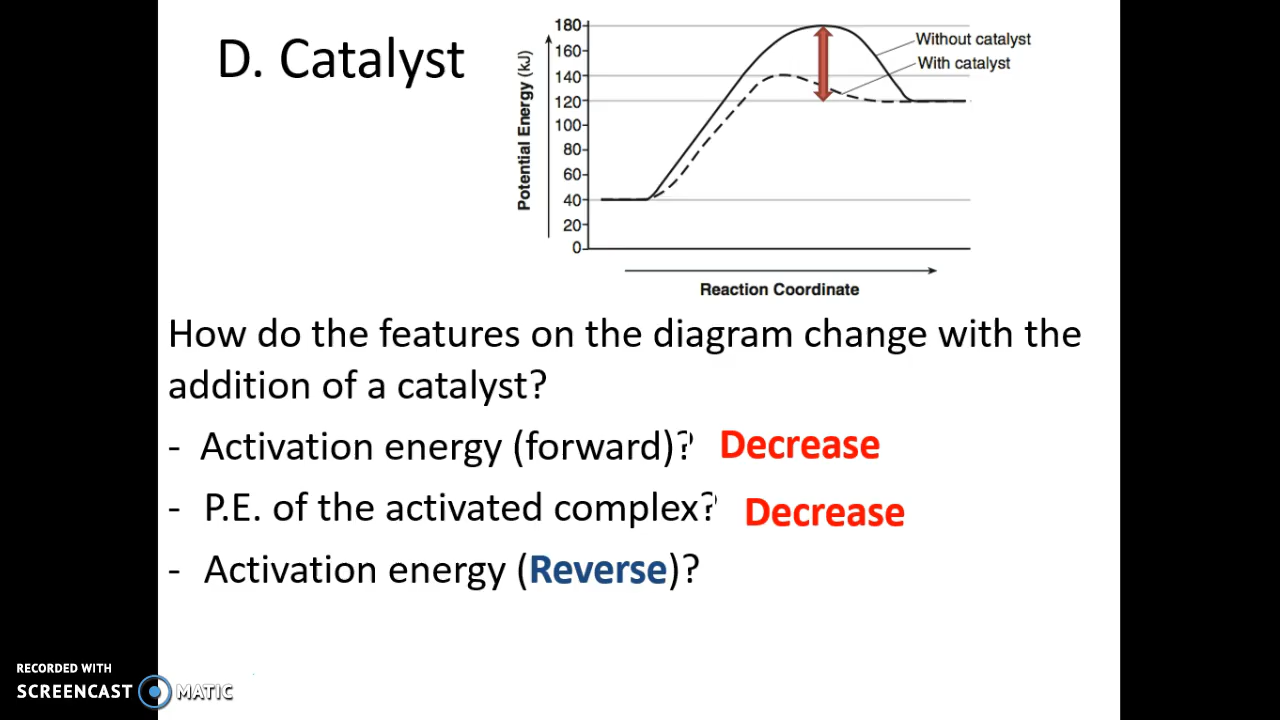 D. Catalyst
Potential Energy (kJ)
180
160
140
120
100
80
60
40
20
0
Without catalyst
With catalyst
Reaction Coordinate
How do the features on the diagram change with the
addition of a catalyst?
- Activation energy (forward)? Decrease
- P.E. of the activated complex? Decrease
- Activation energy (Reverse)?
RECORDED WITH
SCREENCAST MATIC